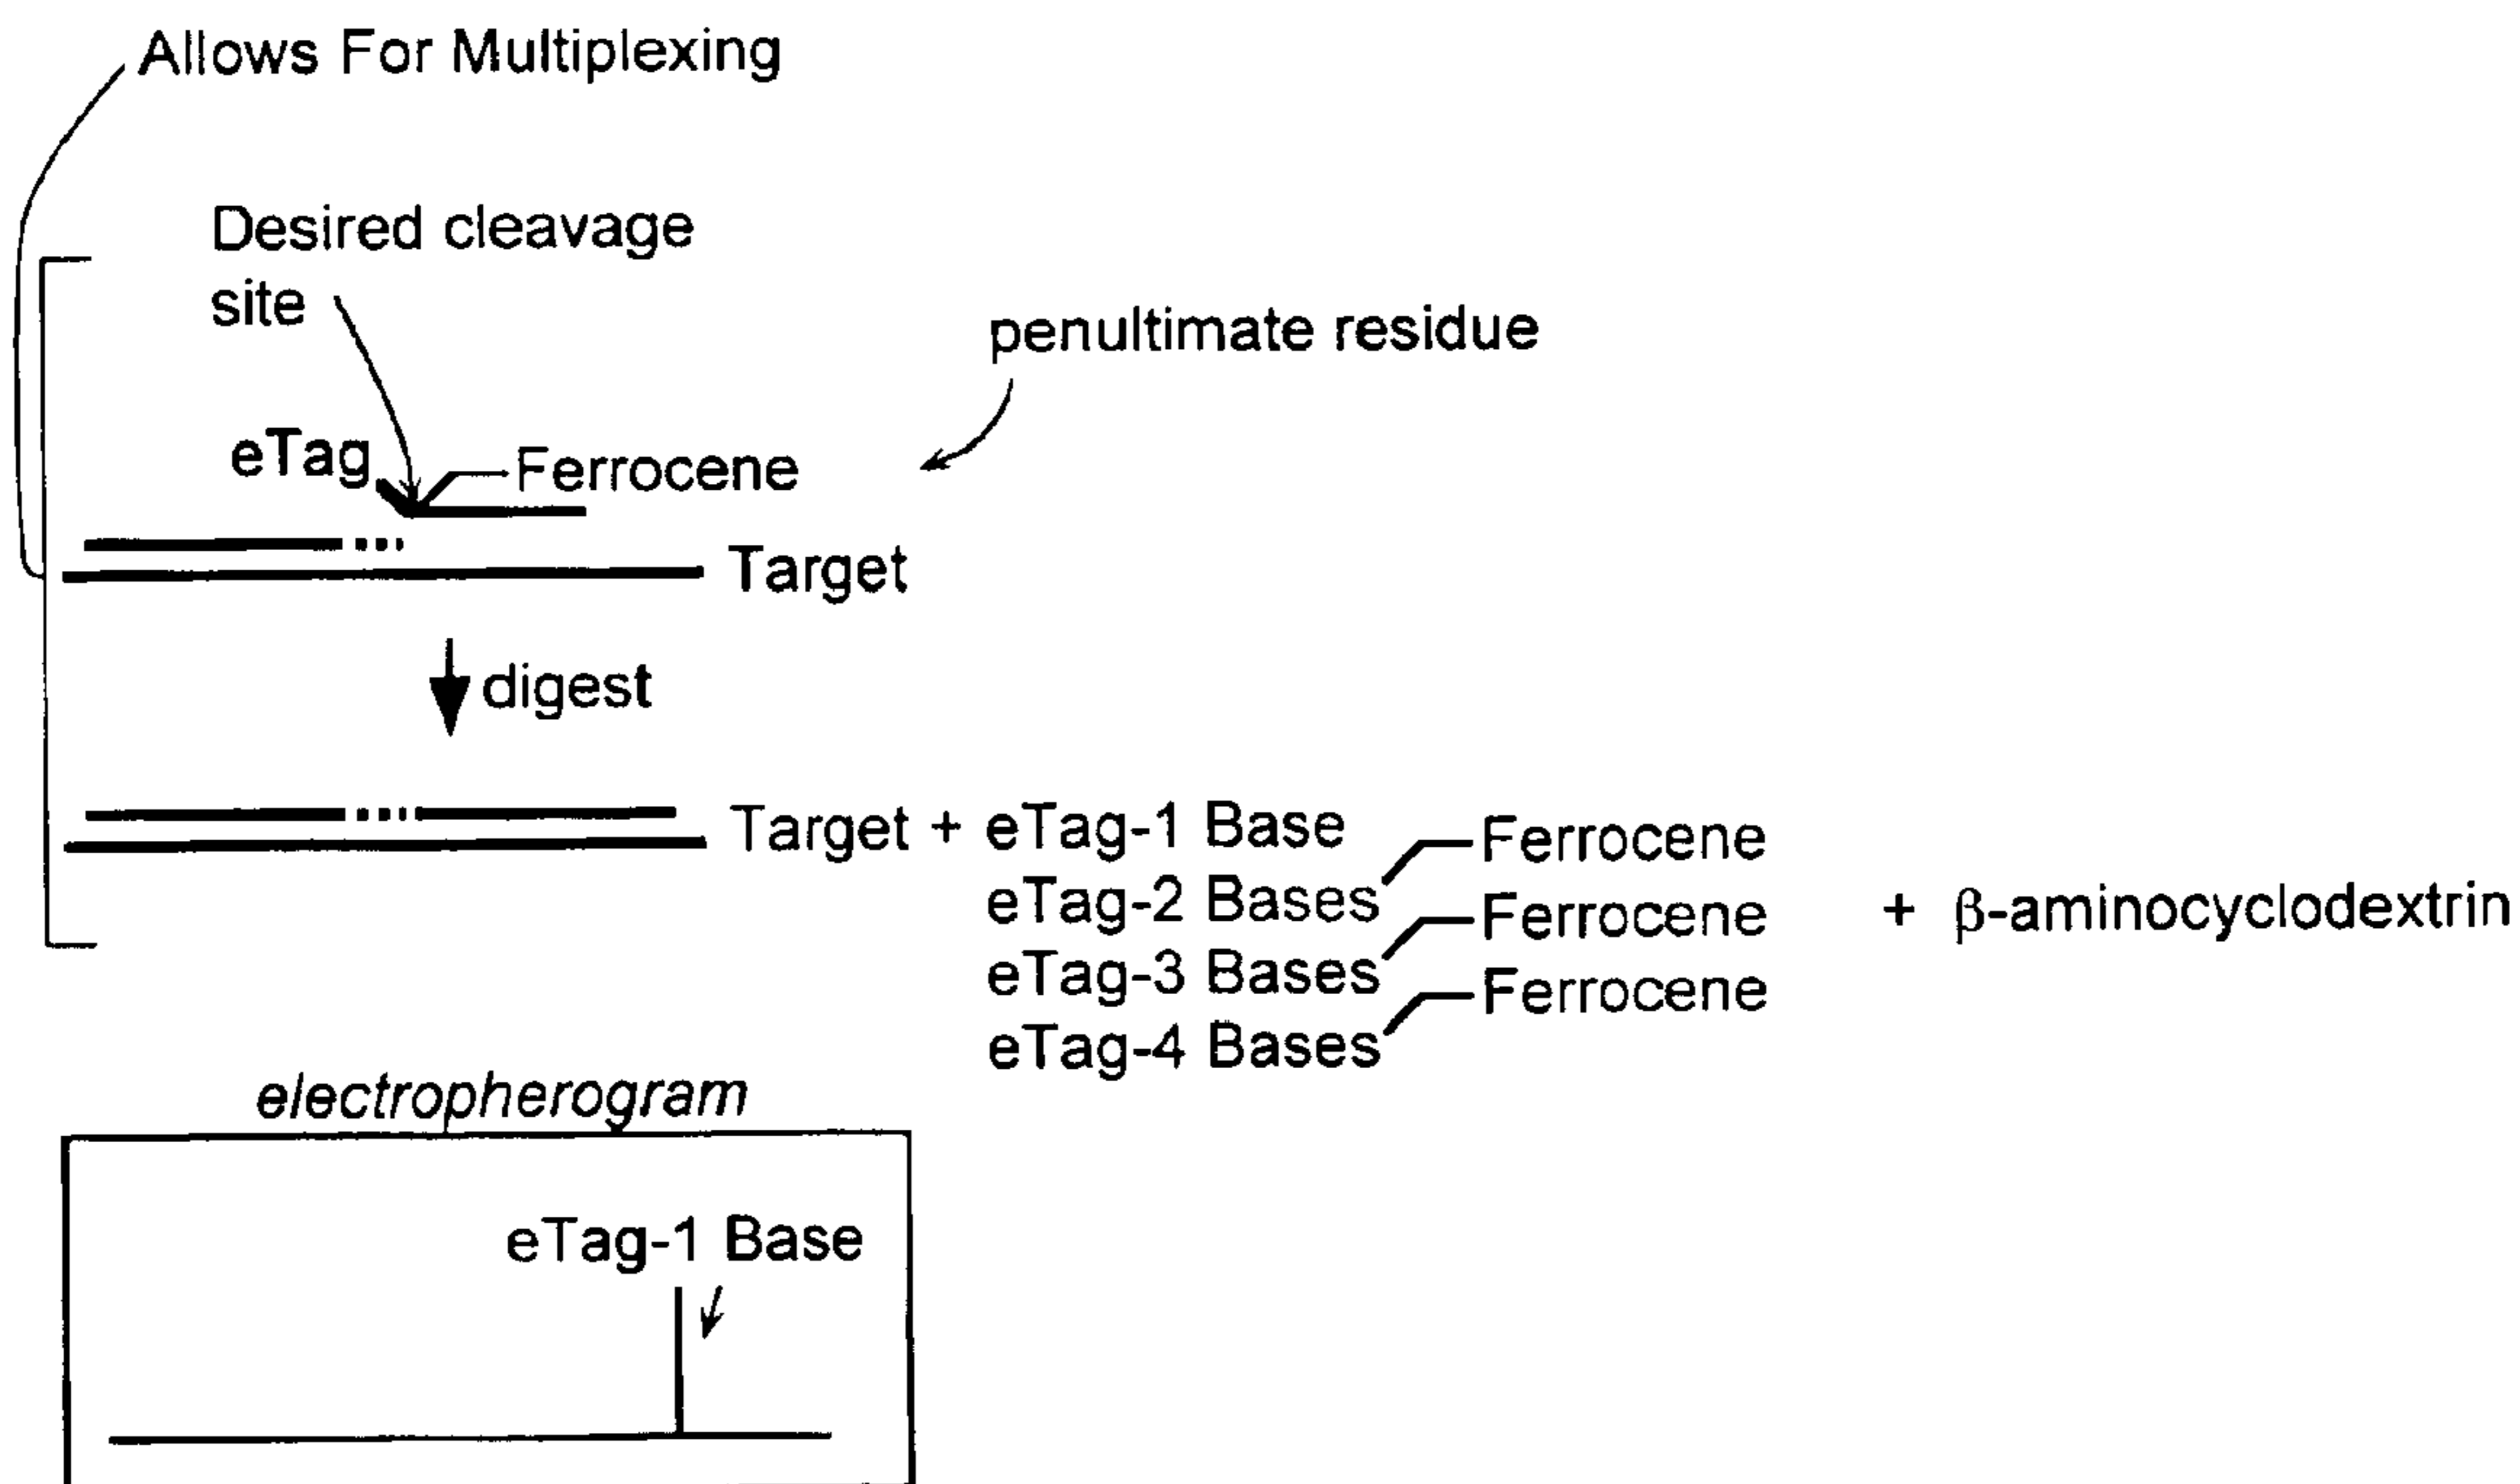 Allows For Multiplexing
Desired cleavage
site
penultimate residue
eTag
Ferrocene
Target
digest
Target + eTag-1 Base
Ferrocene
eTag-2 Bases
Ferrocene
+ β-aminocyclodextrin
eTag-3 Bases
Ferrocene
eTag-4 Bases
electropherogram
eTag-1 Base